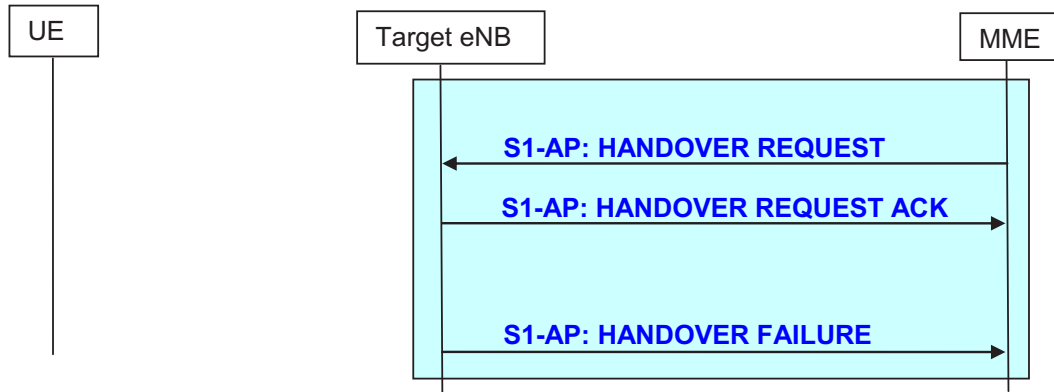 UE
Target eNB
MME
S1-AP: HANDOVER REQUEST
S1-AP: HANDOVER REQUEST ACK
S1-AP: HANDOVER FAILURE